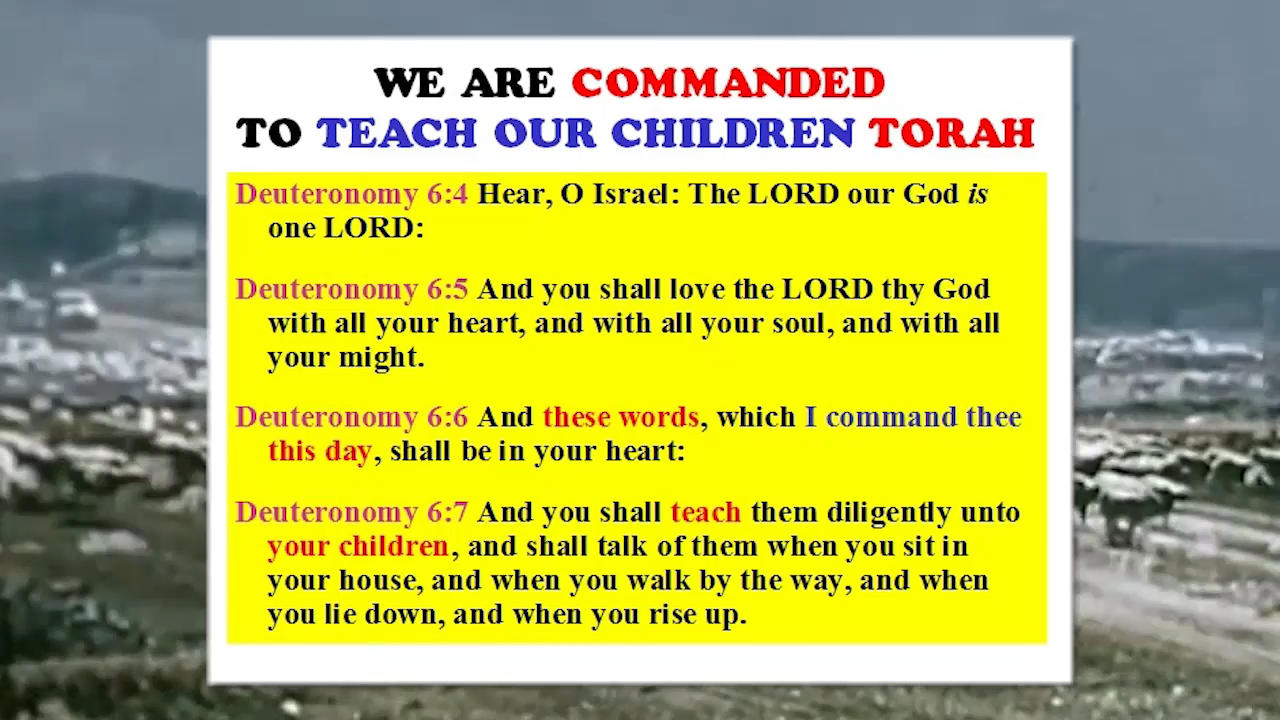 WE ARE COMMANDED
TO TEACH OUR CHILDREN TORAH
Deuteronomy 6:4 Hear, O Israel: The LORD our God is
one LORD:
Deuteronomy 6:5 And you shall love the LORD thy God
with all your heart, and with all your soul, and with all
your might.
Deuteronomy 6:6 And these words, which I command thee
this day, shall be in your heart:
Deuteronomy 6:7 And you shall teach them diligently unto
your children, and shall talk of them when you sit in
your house, and when you walk by the way, and when
you lie down, and when you rise up.